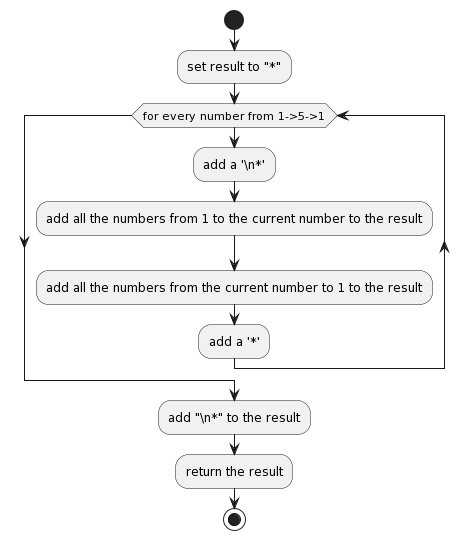 set result to "*"
for every number from 1->5->1
add a '\n*'
add all the numbers from 1 to the current number to the result
add all the numbers from the current number to 1 to the result
add a '*'
add "\n*" to the result
return the result